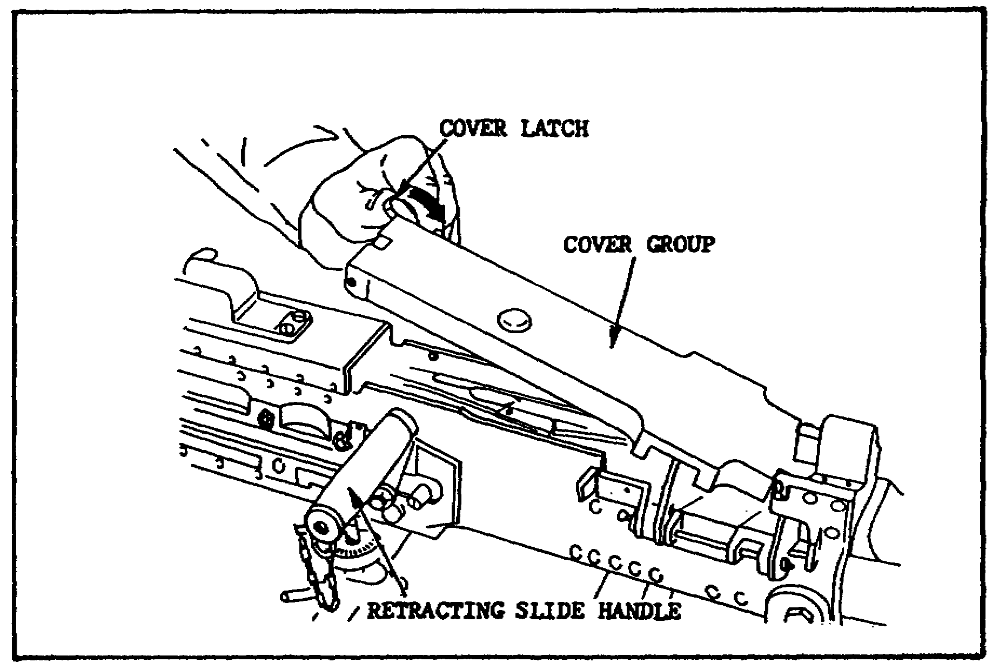 COVER LATCH
COVER GROUP
RETRACTING SLIDE HANDLE